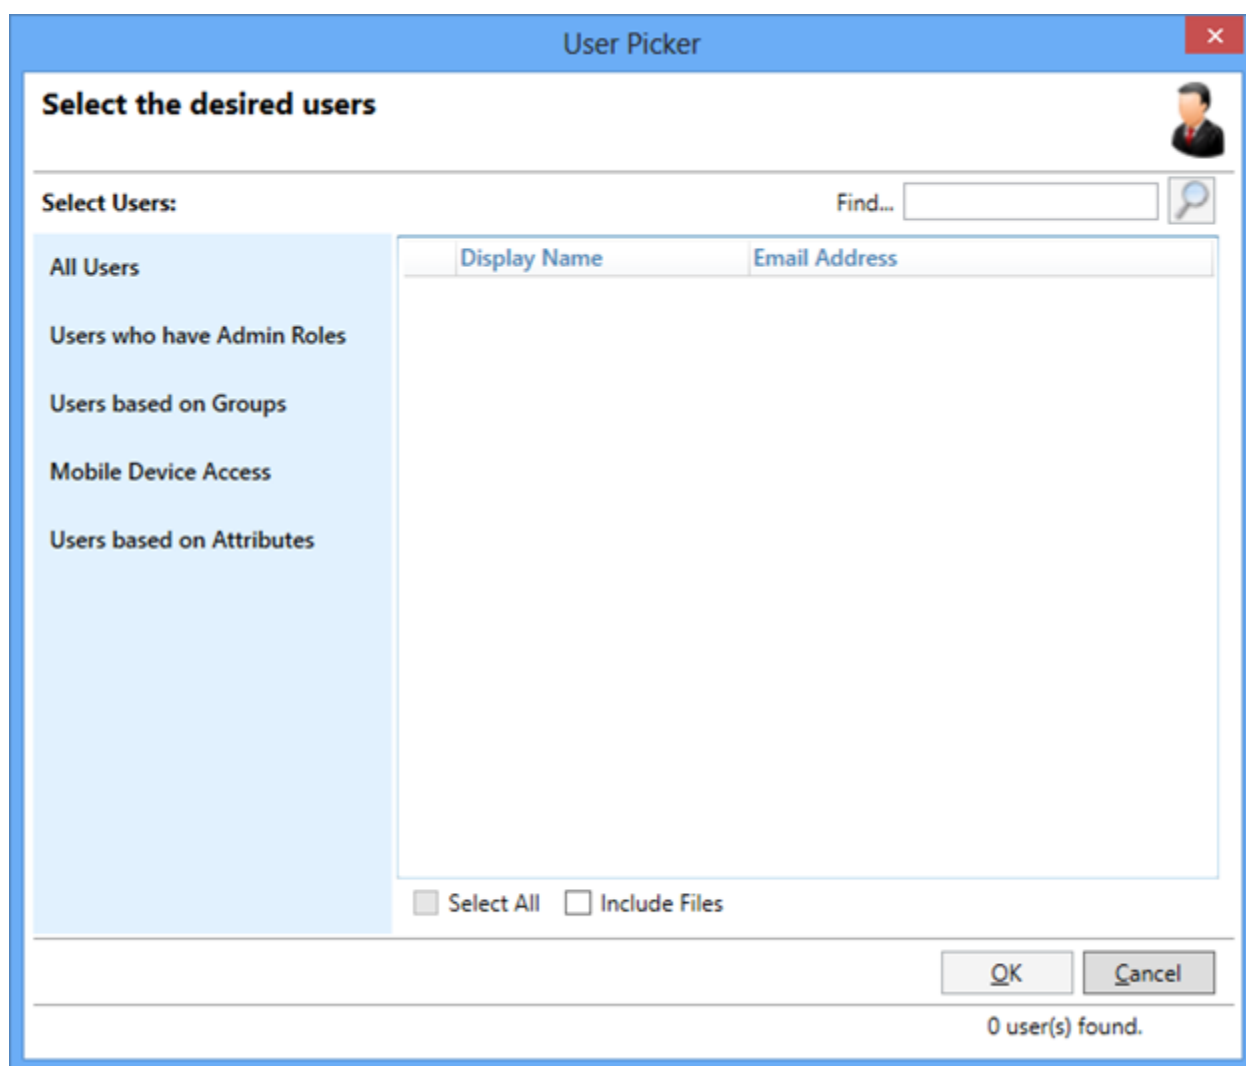 User Picker
Select the desired users
Select Users:
Find...
All Users
Users who have Admin Roles
Users based on Groups
Mobile Device Access
Users based on Attributes
Display Name Email Address
Select All Include Files
OK Cancel
0 user(s) found.